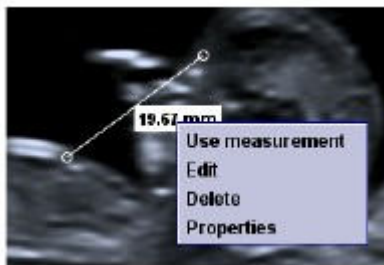 19.67 mm
Use measurement
Edit
Delete
Properties